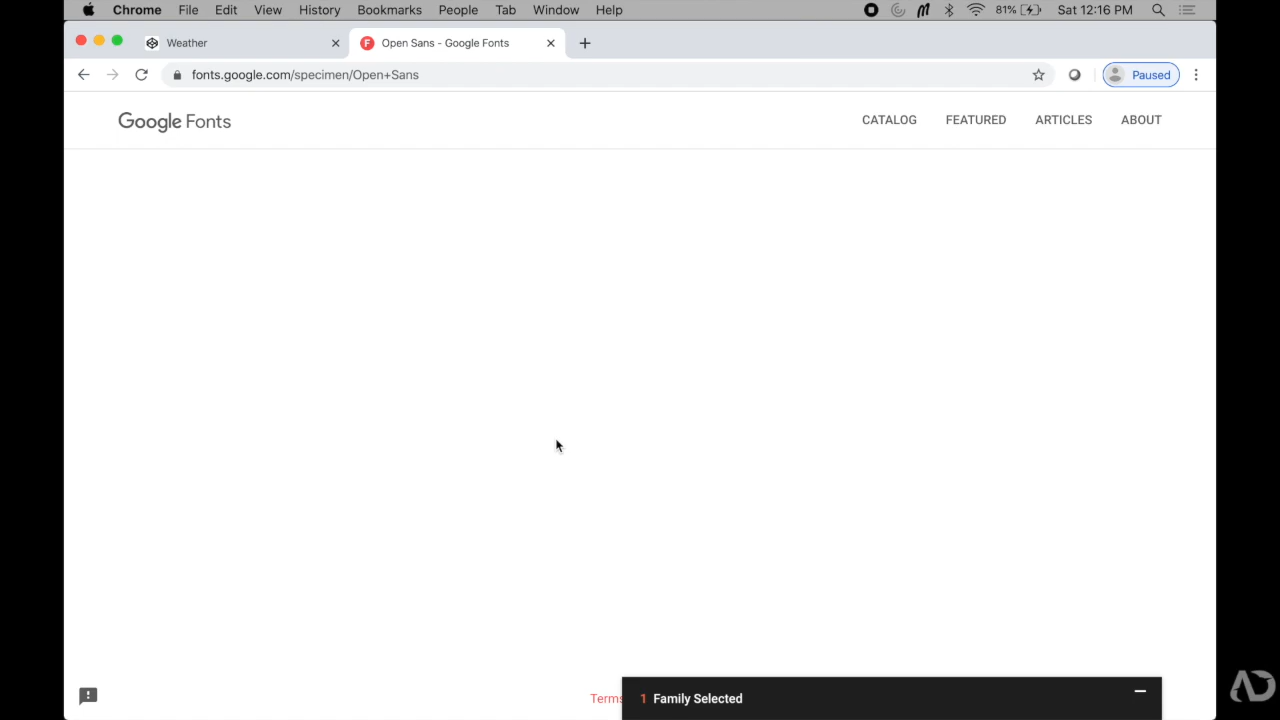 Chrome File Edit View History Bookmarks People Tab Window Help 81% Sat 12:16 PM
Weather Open Sans - Google Fonts
fonts.google.com/specimen/Open+Sans Paused
Google Fonts CATALOG FEATURED ARTICLES ABOUT
Terms 1 Family Selected